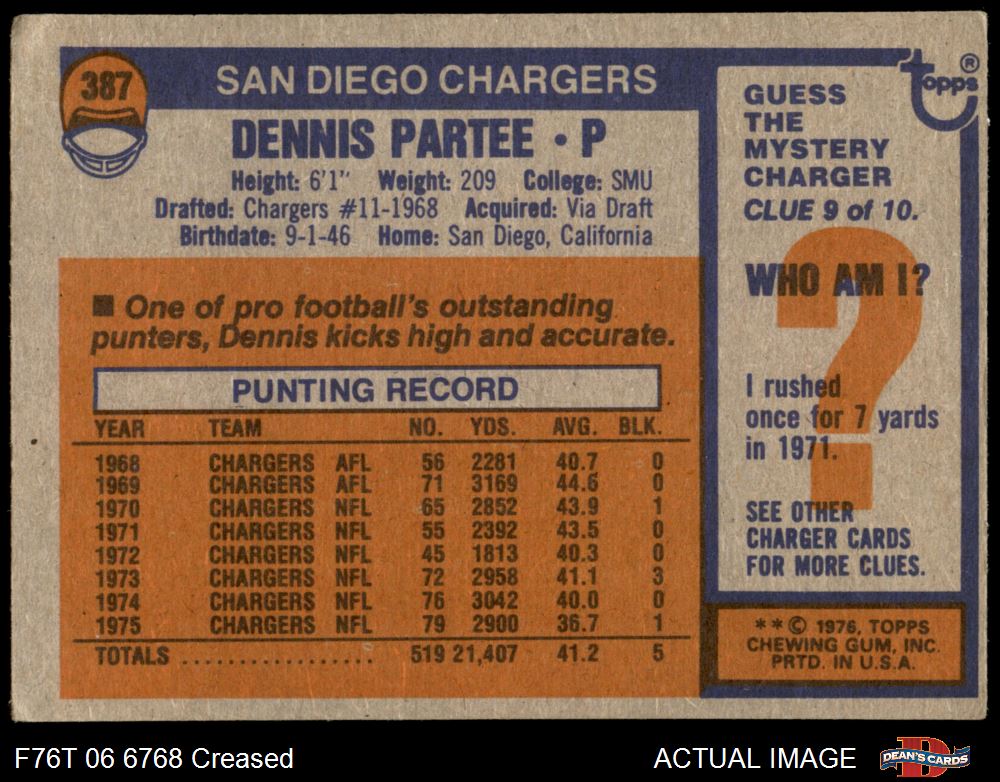 387
SAN DIEGO CHARGERS
DENNIS PARTEE • P
Height: 6'1" Weight: 209 College: SMU
Drafted: Chargers #11-1968 Acquired: Via Draft
Birthdate: 9-1-46 Home: San Diego, California
■ One of pro football's outstanding
punters, Dennis kicks high and accurate.
PUNTING RECORD
YEAR TEAM NO. YDS. AVG. BLK.
1968 CHARGERS AFL 56 2281 40.7 0
1969 CHARGERS AFL 71 3169 44.6 0
1970 CHARGERS NFL 65 2852 43.9 1
1971 CHARGERS NFL 55 2392 43.5 0
1972 CHARGERS NFL 45 1813 40.3 0
1973 CHARGERS NFL 72 2958 41.1 3
1974 CHARGERS NFL 76 3042 40.0 0
1975 CHARGERS NFL 79 2900 36.7 1
TOTALS .................. 519 21,407 41.2 5
topps ®
GUESS
THE
MYSTERY
CHARGER
CLUE 9 of 10.
?
WHO AM I?
I rushed
once for 7 yards
in 1971.
SEE OTHER
CHARGER CARDS
FOR MORE CLUES.
**© 1976, TOPPS
CHEWING GUM, INC.
PRTD. IN U.S.A.
F76T 06 6768 Creased
ACTUAL IMAGE
D
DEAN'S CARDS